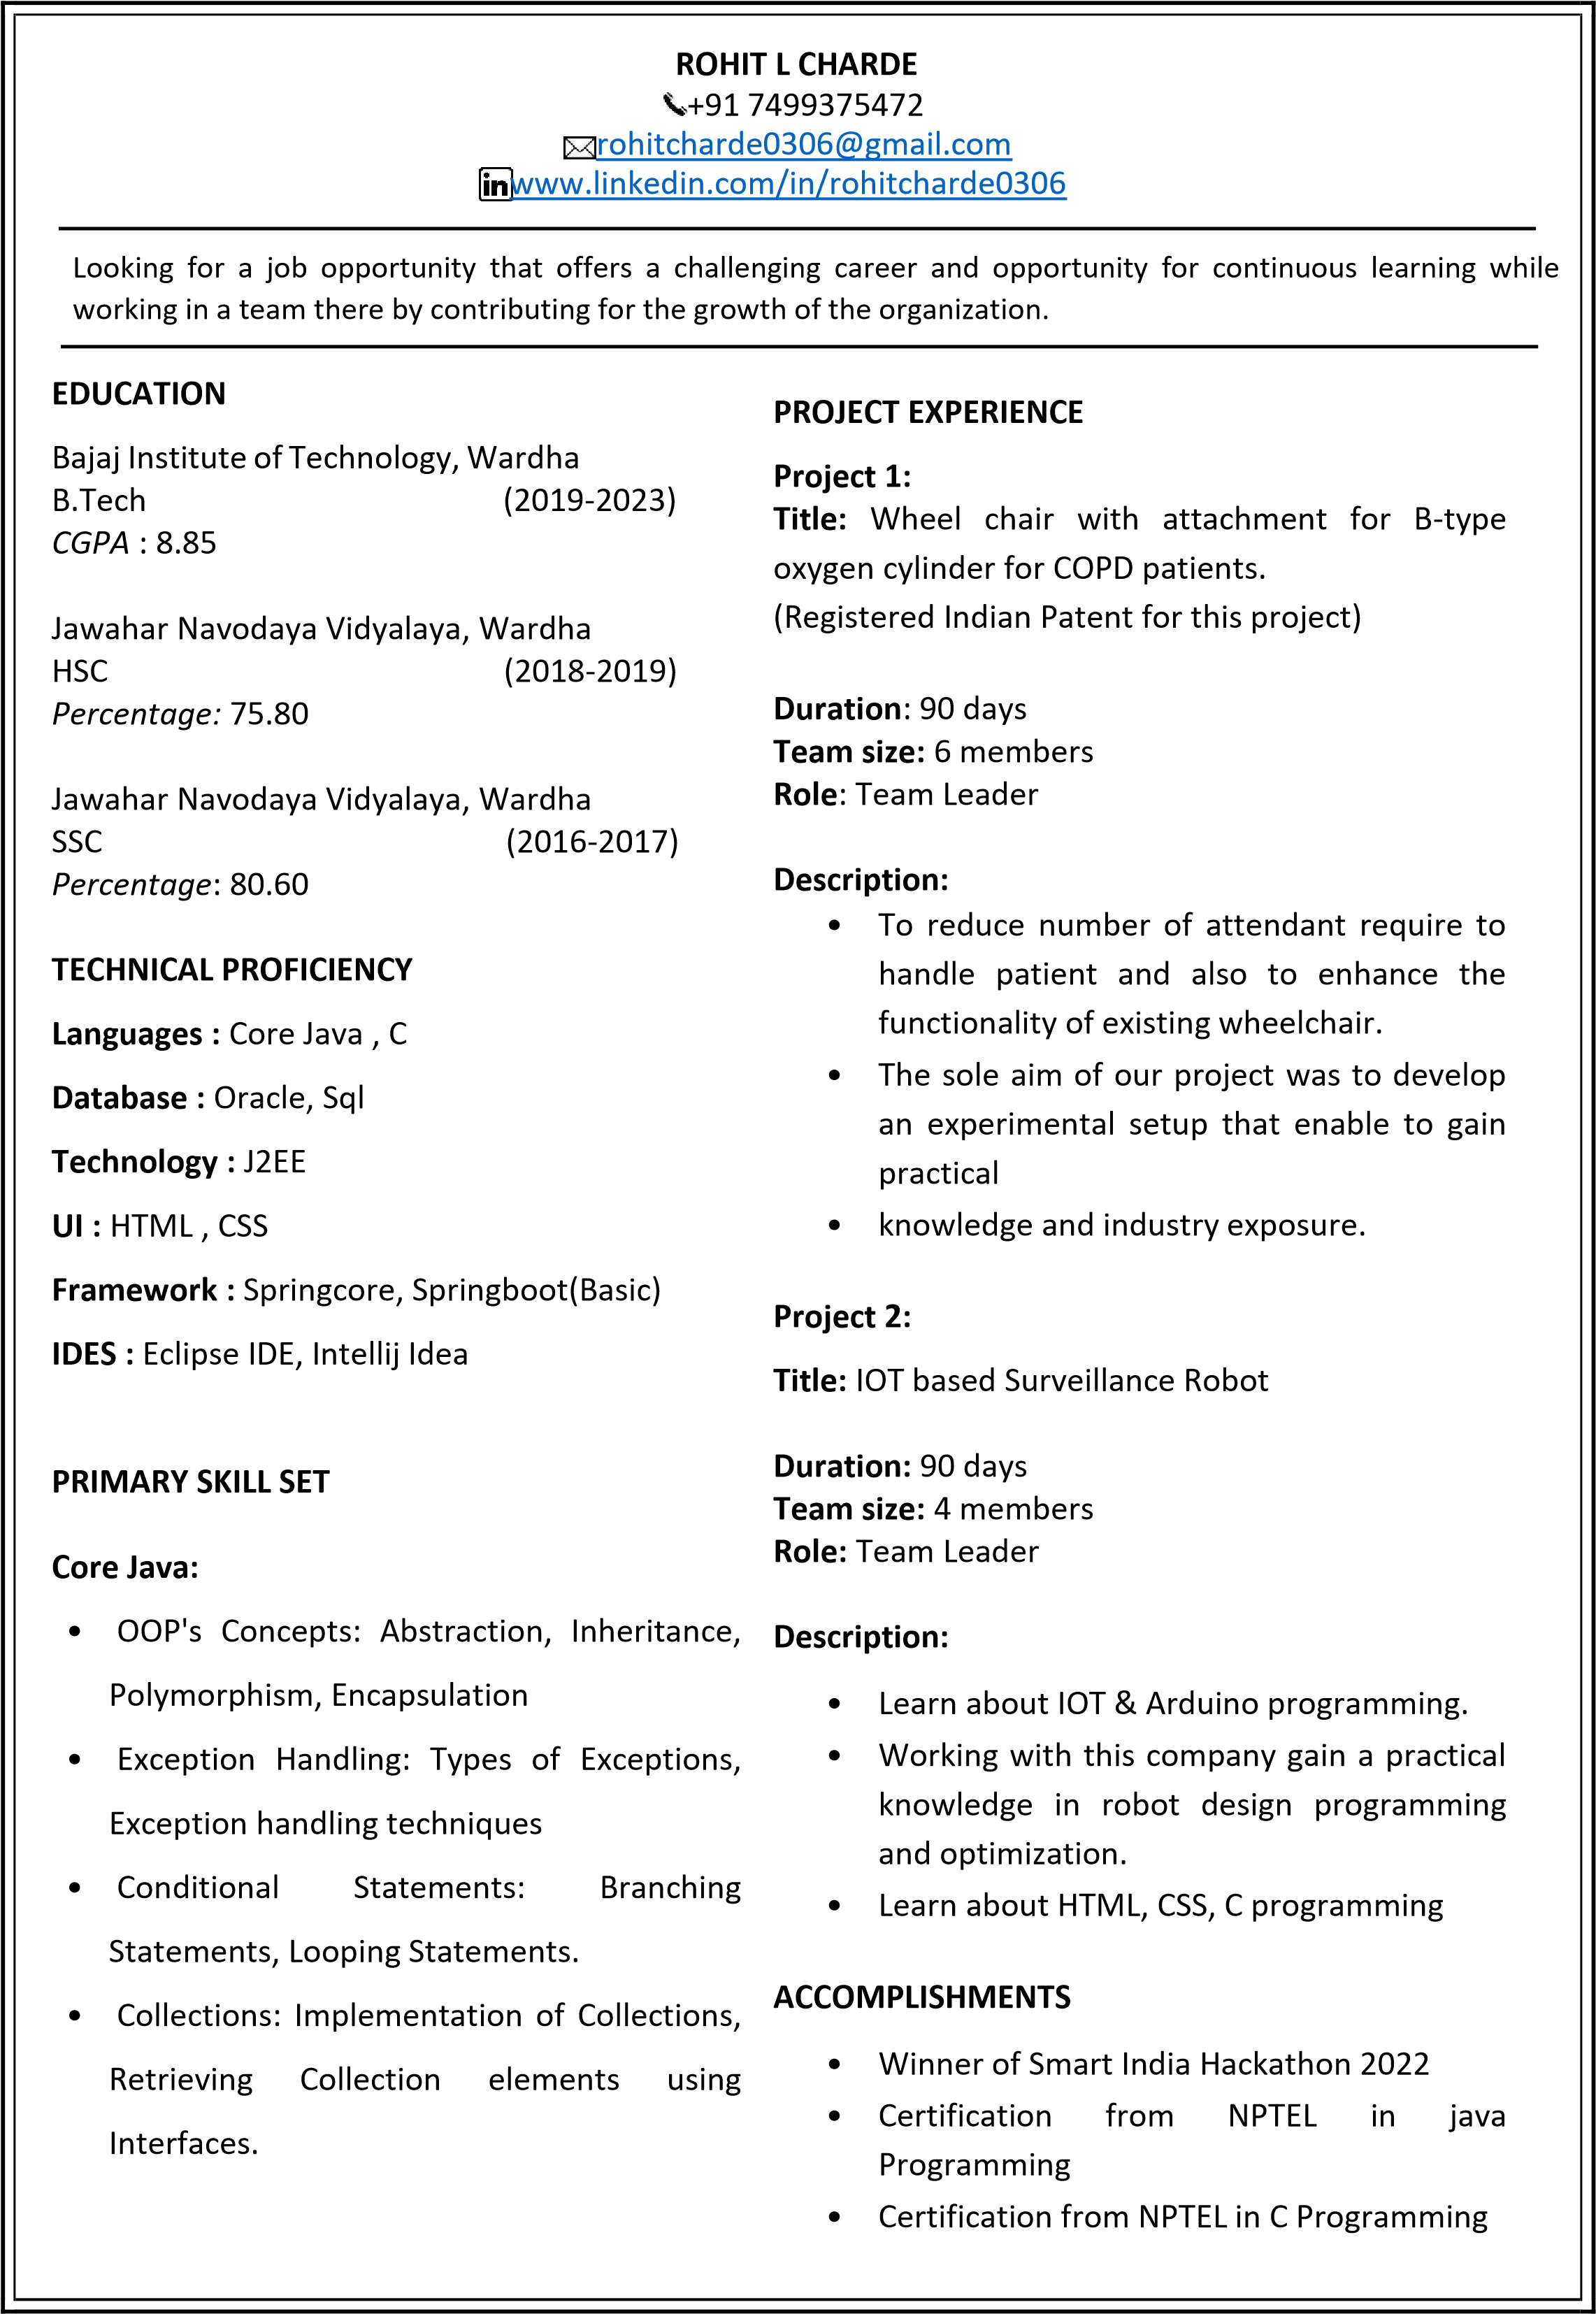 ROHIT L CHARDE
+91 7499375472
rohitcharde0306@gmail.com
www.linkedin.com/in/rohitcharde0306
Looking for a job opportunity that offers a challenging career and opportunity for continuous learning while
working in a team there by contributing for the growth of the organization.
EDUCATION
Bajaj Institute of Technology, Wardha
B.Tech (2019-2023)
CGPA : 8.85
Jawahar Navodaya Vidyalaya, Wardha
HSC (2018-2019)
Percentage: 75.80
Jawahar Navodaya Vidyalaya, Wardha
SSC (2016-2017)
Percentage: 80.60
TECHNICAL PROFICIENCY
Languages : Core Java , C
Database : Oracle, Sql
Technology : J2EE
UI : HTML , CSS
Framework : Springcore, Springboot(Basic)
IDES : Eclipse IDE, Intellij Idea
PRIMARY SKILL SET
Core Java:
• OOP's Concepts: Abstraction, Inheritance,
Polymorphism, Encapsulation
• Exception Handling: Types of Exceptions,
Exception handling techniques
• Conditional Statements: Branching
Statements, Looping Statements.
• Collections: Implementation of Collections,
Retrieving Collection elements using
Interfaces.
PROJECT EXPERIENCE
Project 1:
Title: Wheel chair with attachment for B-type
oxygen cylinder for COPD patients.
(Registered Indian Patent for this project)
Duration: 90 days
Team size: 6 members
Role: Team Leader
Description:
• To reduce number of attendant require to
handle patient and also to enhance the
functionality of existing wheelchair.
• The sole aim of our project was to develop
an experimental setup that enable to gain
practical
• knowledge and industry exposure.
Project 2:
Title: IOT based Surveillance Robot
Duration: 90 days
Team size: 4 members
Role: Team Leader
Description:
• Learn about IOT & Arduino programming.
• Working with this company gain a practical
knowledge in robot design programming
and optimization.
• Learn about HTML, CSS, C programming
ACCOMPLISHMENTS
• Winner of Smart India Hackathon 2022
• Certification from NPTEL in java
Programming
• Certification from NPTEL in C Programming